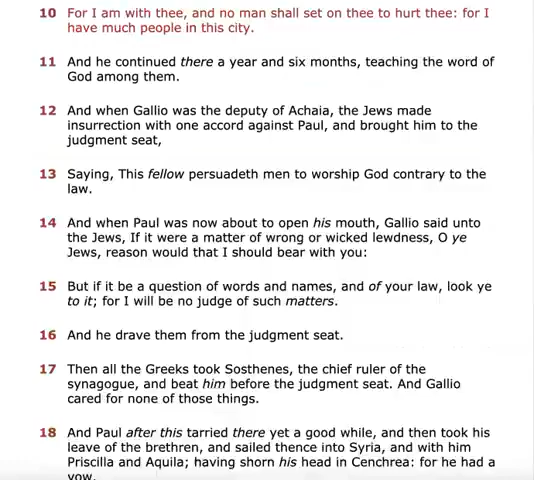 10 For I am with thee, and no man shall set on thee to hurt thee: for I
have much people in this city.
11 And he continued there a year and six months, teaching the word of
God among them.
12 And when Gallio was the deputy of Achaia, the Jews made
insurrection with one accord against Paul, and brought him to the
judgment seat,
13 Saying, This fellow persuadeth men to worship God contrary to the
law.
14 And when Paul was now about to open his mouth, Gallio said unto
the Jews, If it were a matter of wrong or wicked lewdness, O ye
Jews, reason would that I should bear with you:
15 But if it be a question of words and names, and of your law, look ye
to it; for I will be no judge of such matters.
16 And he drave them from the judgment seat.
17 Then all the Greeks took Sosthenes, the chief ruler of the
synagogue, and beat him before the judgment seat. And Gallio
cared for none of those things.
18 And Paul after this tarried there yet a good while, and then took his
leave of the brethren, and sailed thence into Syria, and with him
Priscilla and Aquila; having shorn his head in Cenchrea: for he had a
vow.